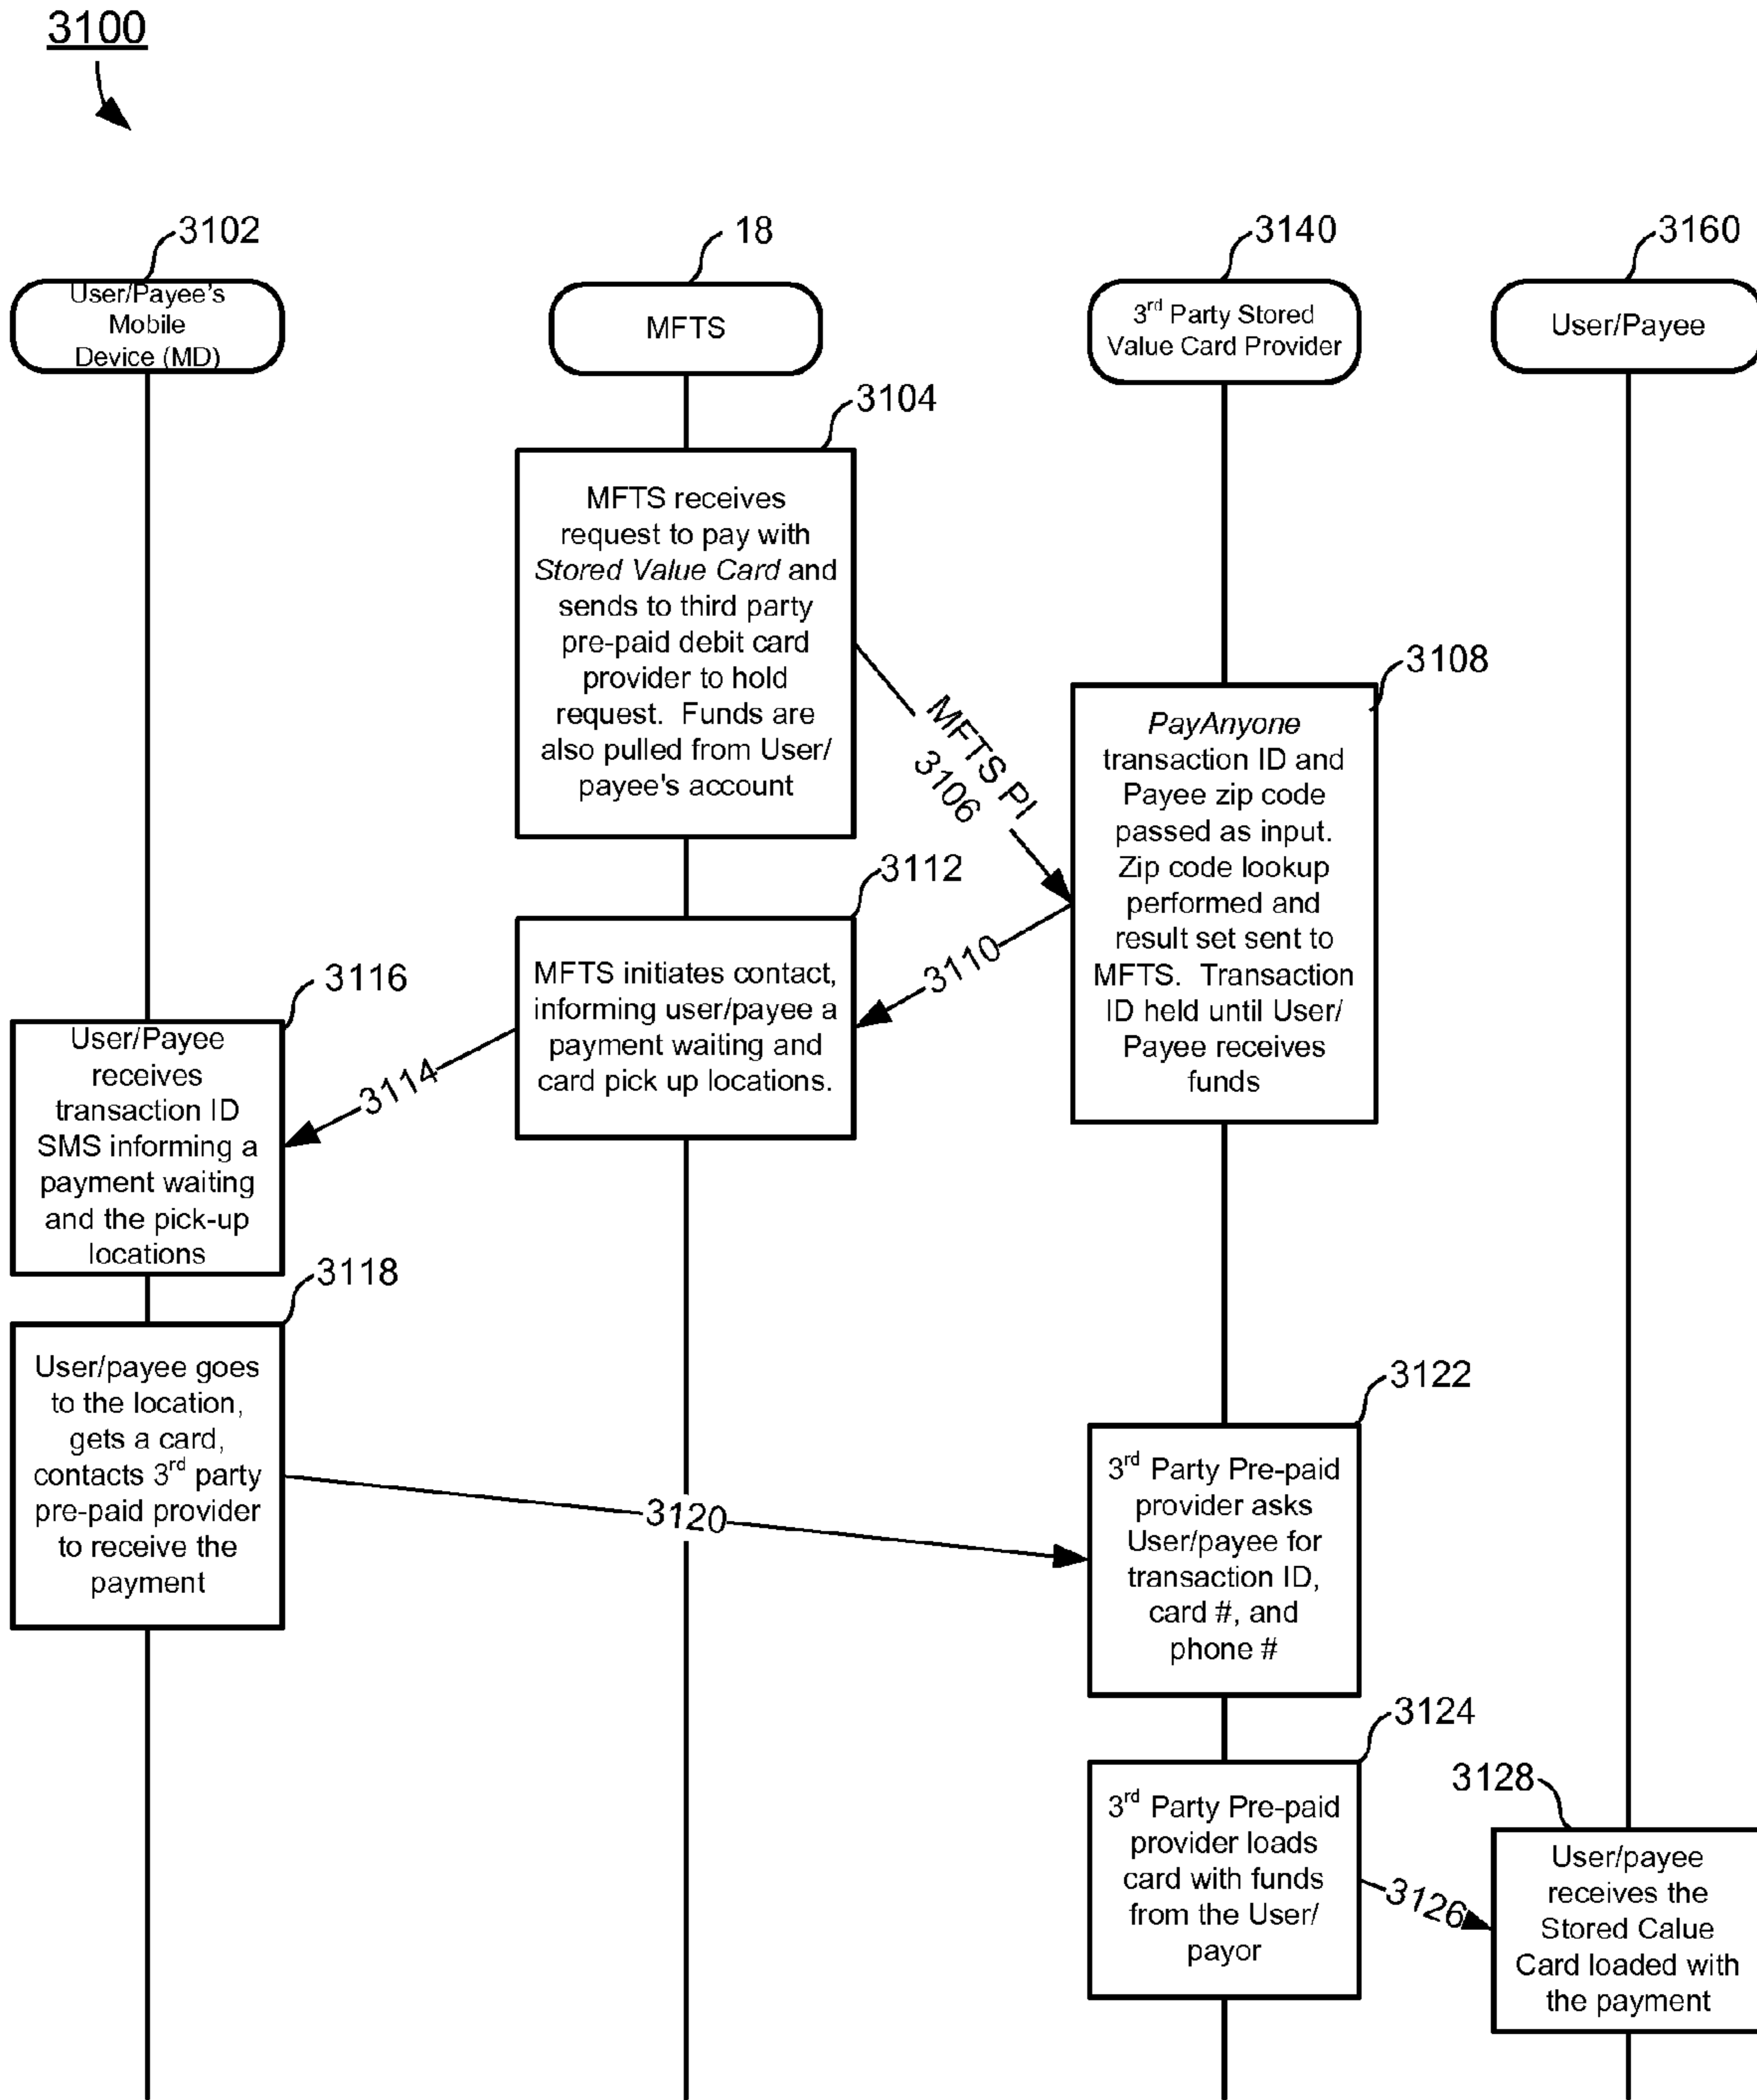 3100
3102
18
3140
3160
User/Payee's
Mobile
Device (MD)
MFTS
3rd Party Stored
Value Card Provider
User/Payee
3104
MFTS receives
request to pay with
Stored Value Card and
sends to third party
pre-paid debit card
provider to hold
request. Funds are
also pulled from User/
payee's account
MFTS PI
3106
3108
PayAnyone
transaction ID and
Payee zip code
passed as input.
Zip code lookup
performed and
result set sent to
MFTS. Transaction
ID held until User/
Payee receives
funds
3110
3112
MFTS initiates contact,
informing user/payee a
payment waiting and
card pick up locations.
3114
3116
User/Payee
receives
transaction ID
SMS informing a
payment waiting
and the pick-up
locations
3118
User/payee goes
to the location,
gets a card,
contacts 3rd party
pre-paid provider
to receive the
payment
3120
3122
3rd Party Pre-paid
provider asks
User/payee for
transaction ID,
card #, and
phone #
3124
3rd Party Pre-paid
provider loads
card with funds
from the User/
payor
3126
3128
User/payee
receives the
Stored Calue
Card loaded with
the payment